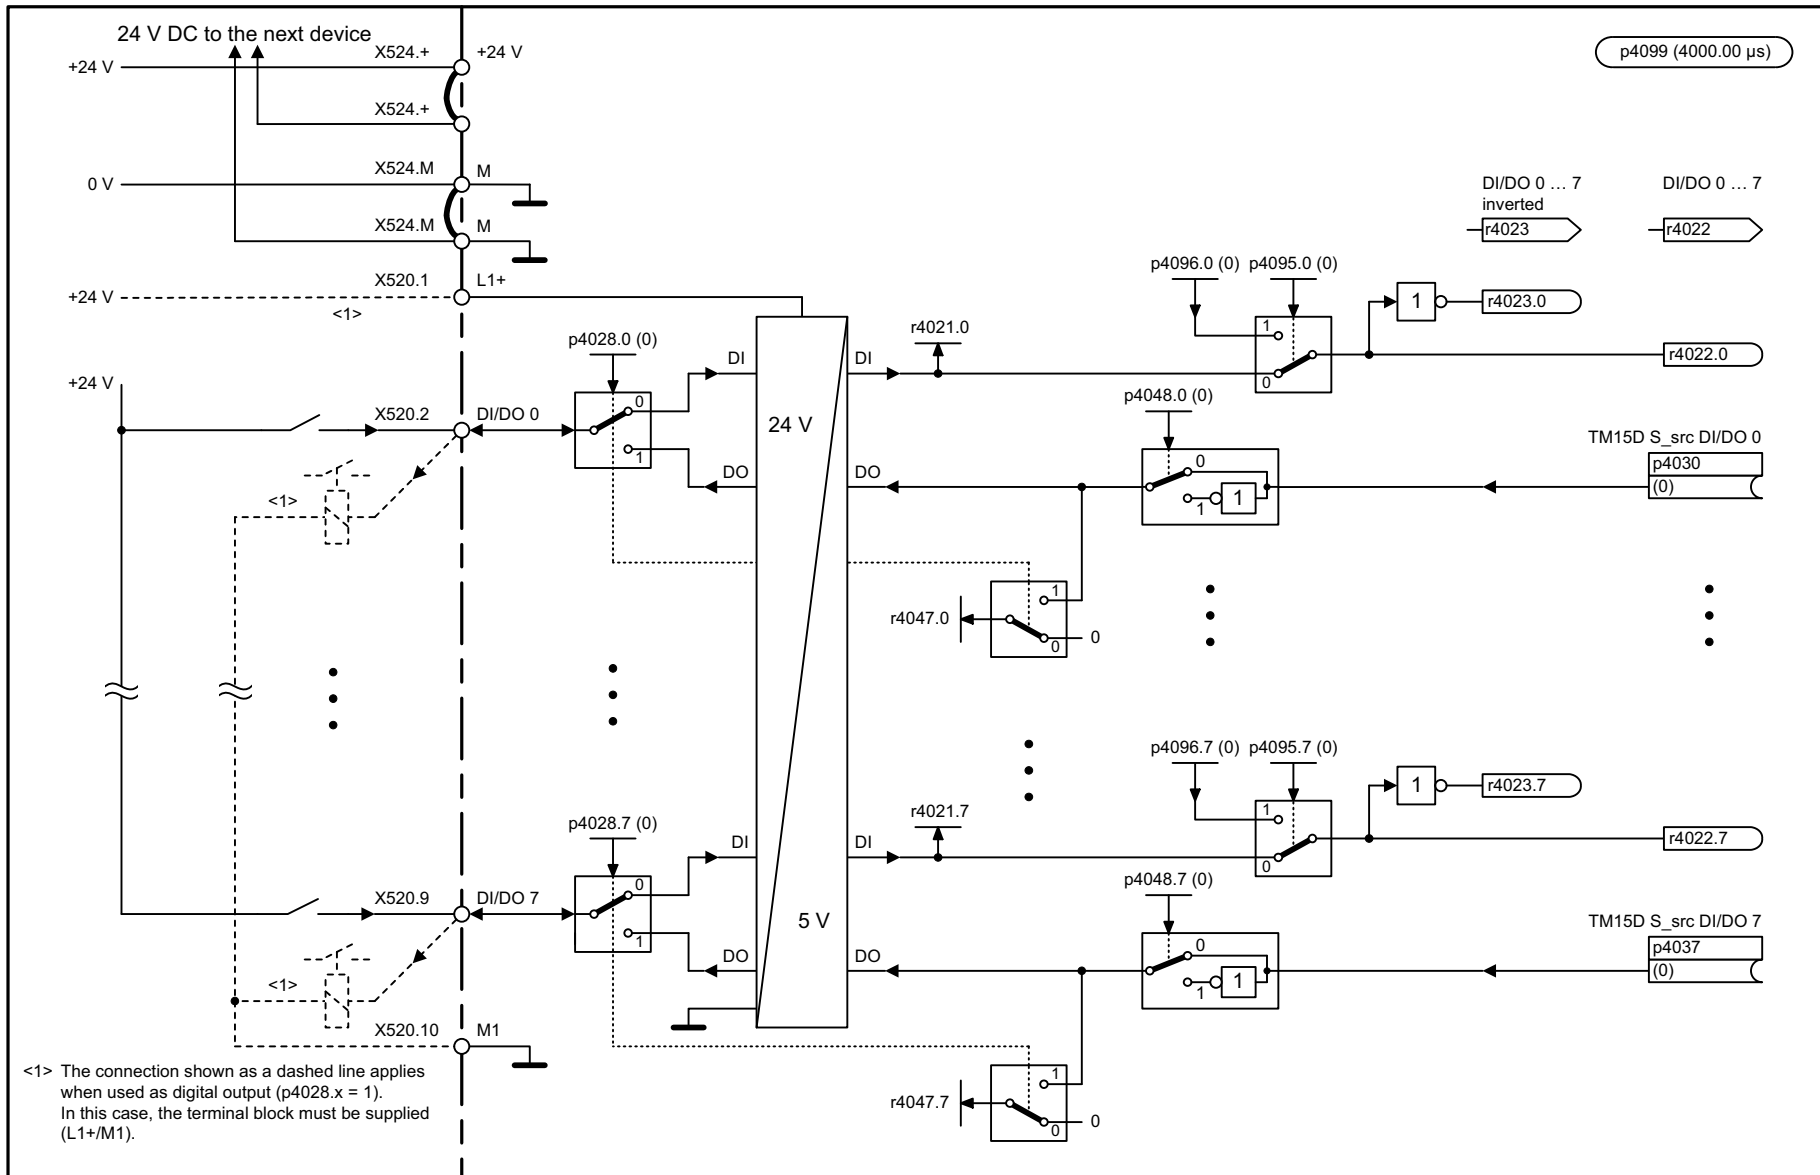 24 V DC to the next device
X524.+
+24 V
p4099 (4000.00 µs)
+24 V
X524.+
X524.M
M
0 V
DI/DO 0 … 7
DI/DO 0 … 7
inverted
X524.M
M
r4023
r4022
p4096.0 (0)
p4095.0 (0)
X520.1
L1+
+24 V
1
r4023.0
<1>
r4021.0
1
p4028.0 (0)
DI
DI
r4022.0
+24 V
0
p4048.0 (0)
0
X520.2
DI/DO 0
24 V
TM15D S_src DI/DO 0
1
DO
DO
0
p4030
(0)
<1>
1
1
1
r4047.0
0
0
p4096.7 (0)
p4095.7 (0)
1
r4023.7
r4021.7
1
p4028.7 (0)
DI
DI
r4022.7
0
p4048.7 (0)
0
X520.9
DI/DO 7
5 V
TM15D S_src DI/DO 7
1
DO
DO
0
p4037
(0)
<1>
1
1
X520.10
M1
<1> The connection shown as a dashed line applies
when used as digital output (p4028.x = 1).
In this case, the terminal block must be supplied
(L1+/M1).
1
r4047.7
0
0